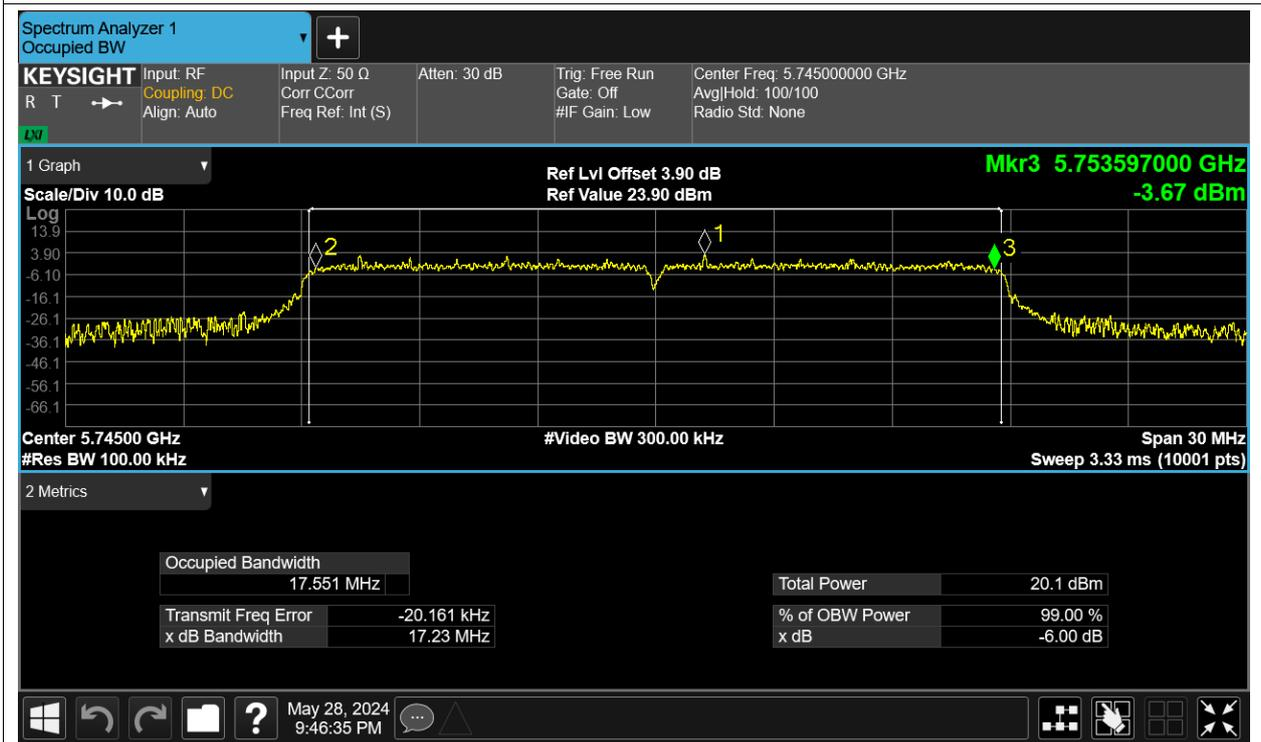 Spectrum Analyzer 1
Occupied BW
KEYSIGHT
R T
LXI
Input: RF
Coupling: DC
Align: Auto
Input Z: 50 Ω
Corr CCorr
Freq Ref: Int (S)
Atten: 30 dB
Trig: Free Run
Gate: Off
#IF Gain: Low
Center Freq: 5.745000000 GHz
Avg|Hold: 100/100
Radio Std: None
1 Graph
Scale/Div 10.0 dB
Ref Lvl Offset 3.90 dB
Ref Value 23.90 dBm
Mkr3 5.753597000 GHz
-3.67 dBm
Log
13.9
3.90
-6.10
-16.1
-26.1
-36.1
-46.1
-56.1
-66.1
2
1
3
Center 5.74500 GHz
#Res BW 100.00 kHz
#Video BW 300.00 kHz
Span 30 MHz
Sweep 3.33 ms (10001 pts)
2 Metrics
Occupied Bandwidth
17.551 MHz
Transmit Freq Error -20.161 kHz
x dB Bandwidth 17.23 MHz
Total Power 20.1 dBm
% of OBW Power 99.00 %
x dB -6.00 dB
?
May 28, 2024
9:46:35 PM